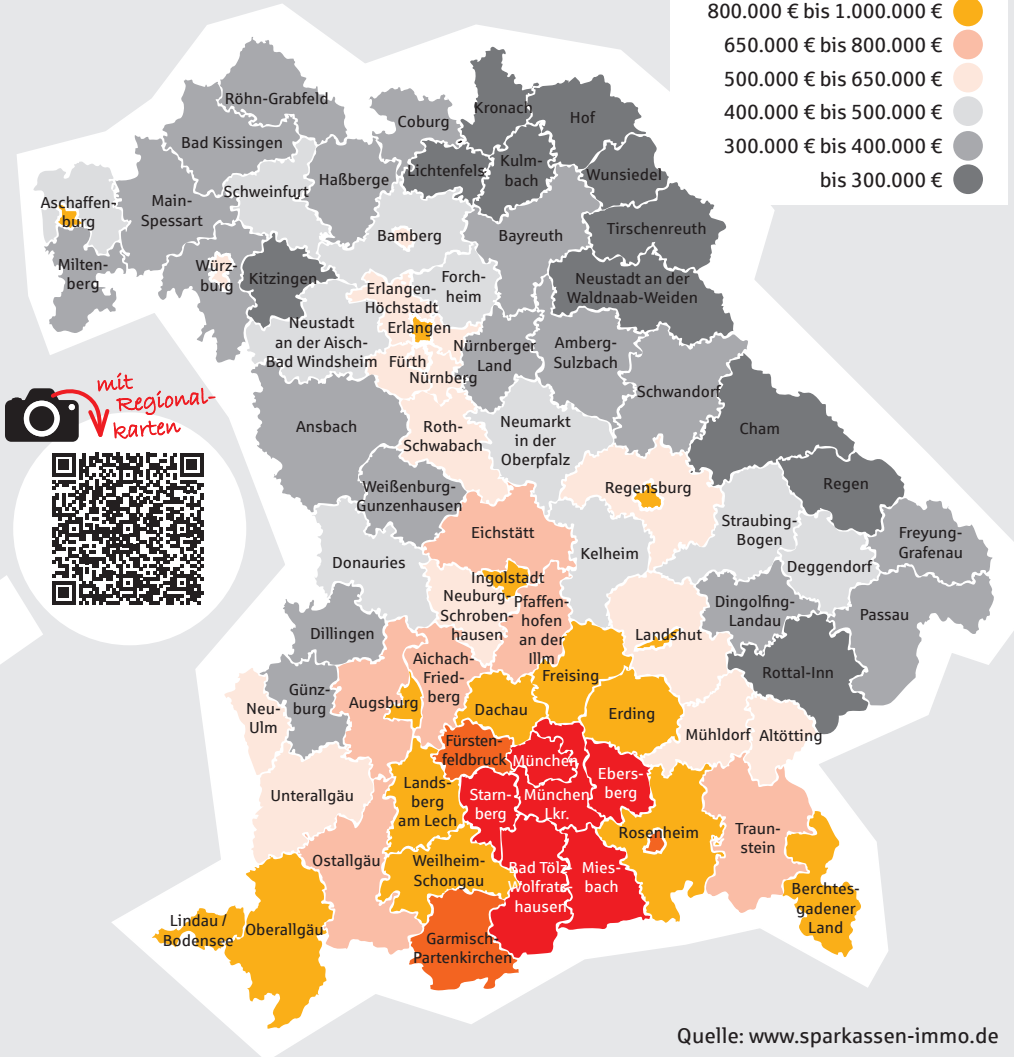 800.000 € bis 1.000.000 €
650.000 € bis 800.000 €
500.000 € bis 650.000 €
400.000 € bis 500.000 €
300.000 € bis 400.000 €
bis 300.000 €
Röhn-Grabfeld
Coburg
Kronach
Hof
Bad Kissingen
Lichtenfels
Kulm-
bach
Wunsiedel
Haßberge
Schweinfurt
Main-
Spessart
Aschaffen-
burg
Bamberg
Bayreuth
Tirschenreuth
Milten-
berg
Würz-
burg
Kitzingen
Forch-
heim
Erlangen-
Höchstadt
Erlangen
Neustadt an der
Waldnaab-Weiden
Neustadt
an der Aisch-
Bad Windsheim
Fürth
Nürnberg
Nürnberger
Land
Amberg-
Sulzbach
Schwandorf
mit
Regional-
karten
Ansbach
Roth-
Schwabach
Neumarkt
in der
Oberpfalz
Cham
Weißenburg-
Gunzenhausen
Regensburg
Regen
Eichstätt
Straubing-
Bogen
Freyung-
Grafenau
Donauries
Kelheim
Deggendorf
Ingolstadt
Neuburg-
Schroben-
hausen
Pfaffen-
hofen
an der
Illm
Dingolfing-
Landau
Passau
Dillingen
Landshut
Aichach-
Fried-
berg
Freising
Rottal-Inn
Günz-
burg
Augsburg
Neu-
Ulm
Dachau
Erding
Mühldorf
Altötting
Fürsten-
feldbruck
München
Ebers-
berg
Unterallgäu
Lands-
berg
am Lech
Starn-
berg
München
Lkr.
Rosenheim
Traun-
stein
Ostallgäu
Weilheim-
Schongau
Bad Tölz-
Wolfrats-
hausen
Mies-
bach
Berchtes-
gadener
Land
Lindau /
Bodensee
Oberallgäu
Garmisch-
Partenkirchen
Quelle: www.sparkassen-immo.de